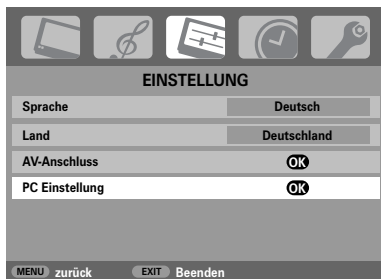 EINSTELLUNG
Sprache Deutsch
Land Deutschland
AV-Anschluss OK
PC Einstellung OK
MENU zurück EXIT Beenden